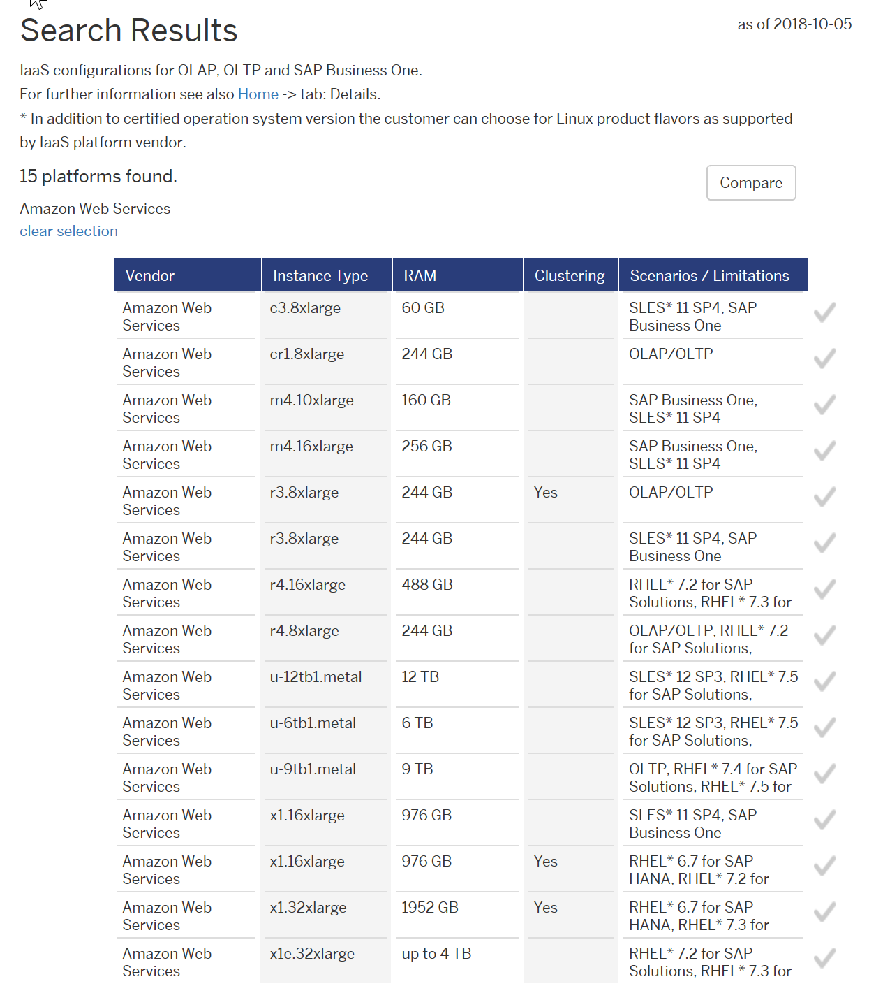 Search Results
as of 2018-10-05
IaaS configurations for OLAP, OLTP and SAP Business One.
For further information see also Home -> tab: Details.
* In addition to certified operation system version the customer can choose for Linux product flavors as supported
by IaaS platform vendor.
15 platforms found.
Compare
Amazon Web Services
clear selection
Vendor Instance Type RAM Clustering Scenarios / Limitations
Amazon Web c3.8xlarge 60 GB SLES* 11 SP4, SAP
Services Business One
Amazon Web cr1.8xlarge 244 GB OLAP/OLTP
Services
Amazon Web m4.10xlarge 160 GB SAP Business One,
Services SLES* 11 SP4
Amazon Web m4.16xlarge 256 GB SAP Business One,
Services SLES* 11 SP4
Amazon Web r3.8xlarge 244 GB Yes OLAP/OLTP
Services
Amazon Web r3.8xlarge 244 GB SLES* 11 SP4, SAP
Services Business One
Amazon Web r4.16xlarge 488 GB RHEL* 7.2 for SAP
Services Solutions, RHEL* 7.3 for
Amazon Web r4.8xlarge 244 GB OLAP/OLTP, RHEL* 7.2
Services for SAP Solutions,
Amazon Web u-12tb1.metal 12 TB SLES* 12 SP3, RHEL* 7.5
Services for SAP Solutions,
Amazon Web u-6tb1.metal 6 TB SLES* 12 SP3, RHEL* 7.5
Services for SAP Solutions,
Amazon Web u-9tb1.metal 9 TB OLTP, RHEL* 7.4 for SAP
Services Solutions, RHEL* 7.5 for
Amazon Web x1.16xlarge 976 GB SLES* 11 SP4, SAP
Services Business One
Amazon Web x1.16xlarge 976 GB Yes RHEL* 6.7 for SAP
Services HANA, RHEL* 7.2 for
Amazon Web x1.32xlarge 1952 GB Yes RHEL* 6.7 for SAP
Services HANA, RHEL* 7.3 for
Amazon Web x1e.32xlarge up to 4 TB RHEL* 7.2 for SAP
Services Solutions, RHEL* 7.3 for